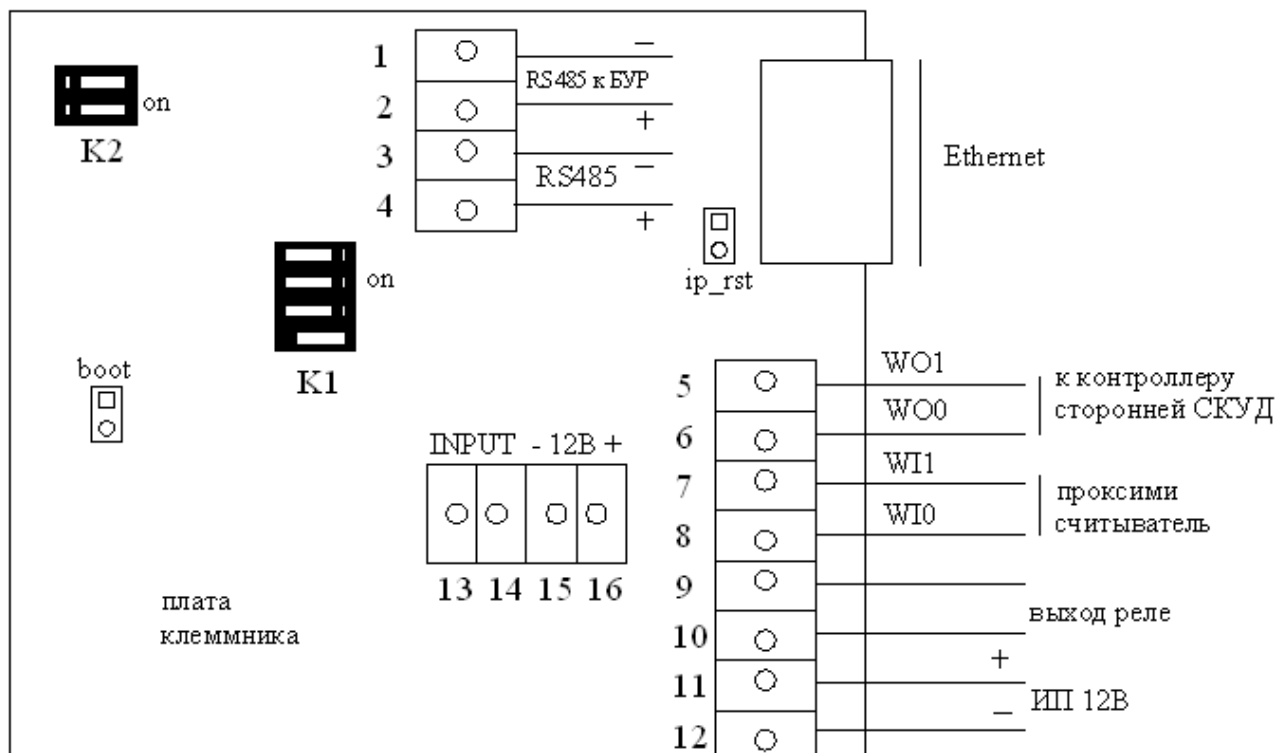 1
–
RS485 к БУР
2
+
on
K2
3
–
RS485
4
+
Ethernet
ip_rst
on
K1
boot
5
WO1
к контроллеру
сторонней СКУД
WO0
6
INPUT - 12В +
7
WI1
проксими
считыватель
WI0
8
13 14 15 16
9
плата
клеммника
выход реле
10
+
11
– ИП 12В
12